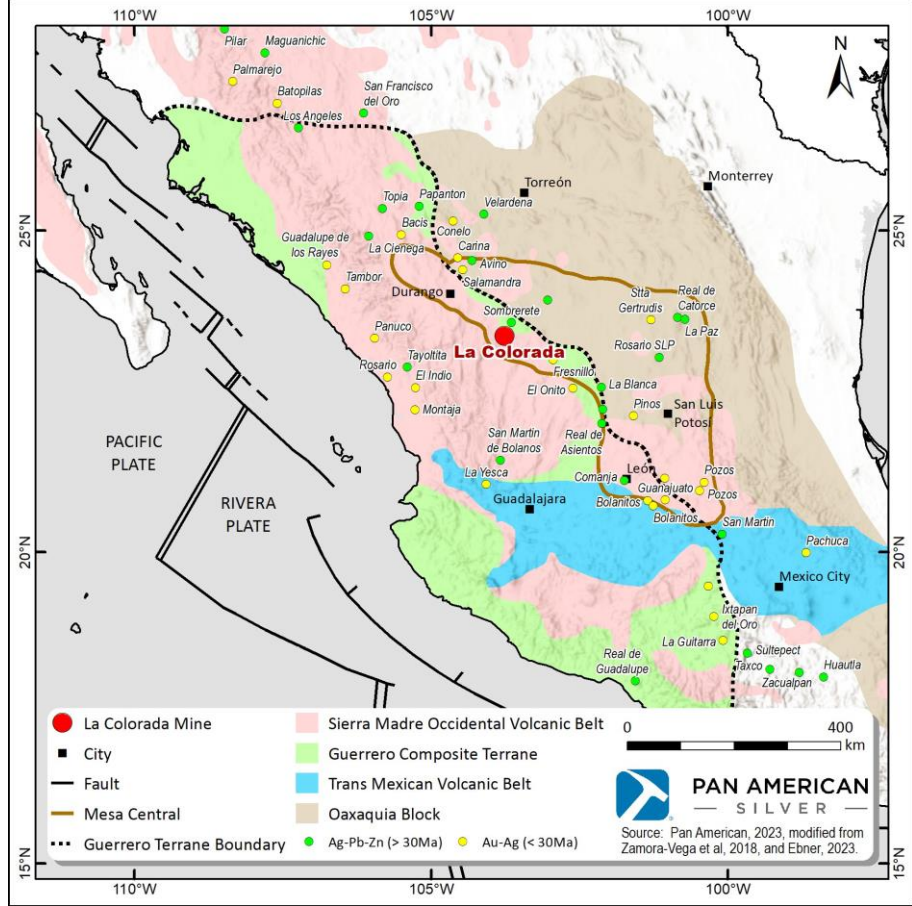 110°W
105°W
100°W
N
Pilar
Maguanichic
Palmarejo
Batopilas
San Francisco
del Oro
Los Angeles
Monterrey
Torreón
25°N
25°N
Topia
Papanton
Velardena
Bacis
Conelo
Guadalupe de
los Rayes
La Cienega
Carina
Avino
Tambor
Durango
Salamandra
Stta
Gertrudis
Real de
Catorce
Sombrerete
La Paz
La Colorada
Panuco
Rosario SLP
Tayoltita
Fresnillo
Rosario
El Indio
El Onito
La Blanca
Montaja
Pinos
San Luis
Potosí
PACIFIC
PLATE
San Martin
de Bolanos
Real de
Asientos
La Yesca
Comanja
León
Pozos
RIVERA
PLATE
Guadalajara
Guanajuato
Pozos
Bolanitos
Bolanitos
San Martin
20°N
20°N
Pachuca
Mexico City
Ixtapan
del Oro
La Guitarra
Real de
Guadalupe
Sultepect
Taxco
Zacualpan
Huautla
La Colorada Mine
City
Fault
Mesa Central
Guerrero Terrane Boundary
Sierra Madre Occidental Volcanic Belt
Guerrero Composite Terrane
Trans Mexican Volcanic Belt
Oaxaquia Block
Ag-Pb-Zn (> 30Ma)
Au-Ag (< 30Ma)
0
400
km
PAN AMERICAN
SILVER
Source: Pan American, 2023, modified from
Zamora-Vega et al, 2018, and Ebner, 2023.
15°N
15°N
110°W
105°W
100°W